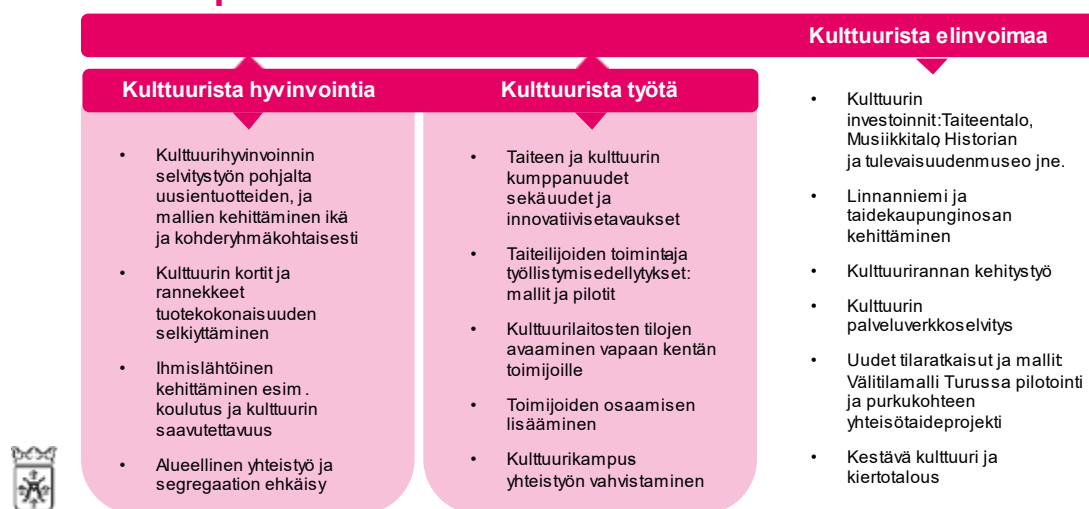 Kulttuurista elinvoimaa
Kulttuurista hyvinvointia
• Kulttuurihyvinvoinnin
selvitystyön pohjalta
uusientuotteiden, ja
mallien kehittäminen ikä
ja kohderyhmäkohtaisesti
• Kulttuurin kortit ja
rannekkeet
tuotekokonaisuuden
selkiyttäminen
• Ihmislähtöinen
kehittäminen esim.
koulutus ja kulttuurin
saavutettavuus
• Alueellinen yhteistyö ja
segregaation ehkäisy
Kulttuurista työtä
• Taiteen ja kulttuurin
kumppanuudet
sekäuudet ja
innovatiivisetavaukset
• Taiteilijoiden toimintaja
työllistymisedellytykset:
mallit ja pilotit
• Kulttuurilaitosten tilojen
avaaminen vapaan kentän
toimijoille
• Toimijoiden osaamisen
lisääminen
• Kulttuurikampus
yhteistyön vahvistaminen
• Kulttuurin
investoinnit:Taiteentalo,
Musiikkitalo, Historian
ja tulevaisuudenmuseo jne.
• Linnanniemi ja
taidekaupunginosan
kehittäminen
• Kulttuurirannan kehitystyö
• Kulttuurin
palveluverkkoselvitys
• Uudet tilaratkaisut ja mallit:
Välitilamalli Turussa pilotointi
ja purkukohteen
yhteisötaideprojekti
• Kestävä kulttuuri ja
kiertotalous